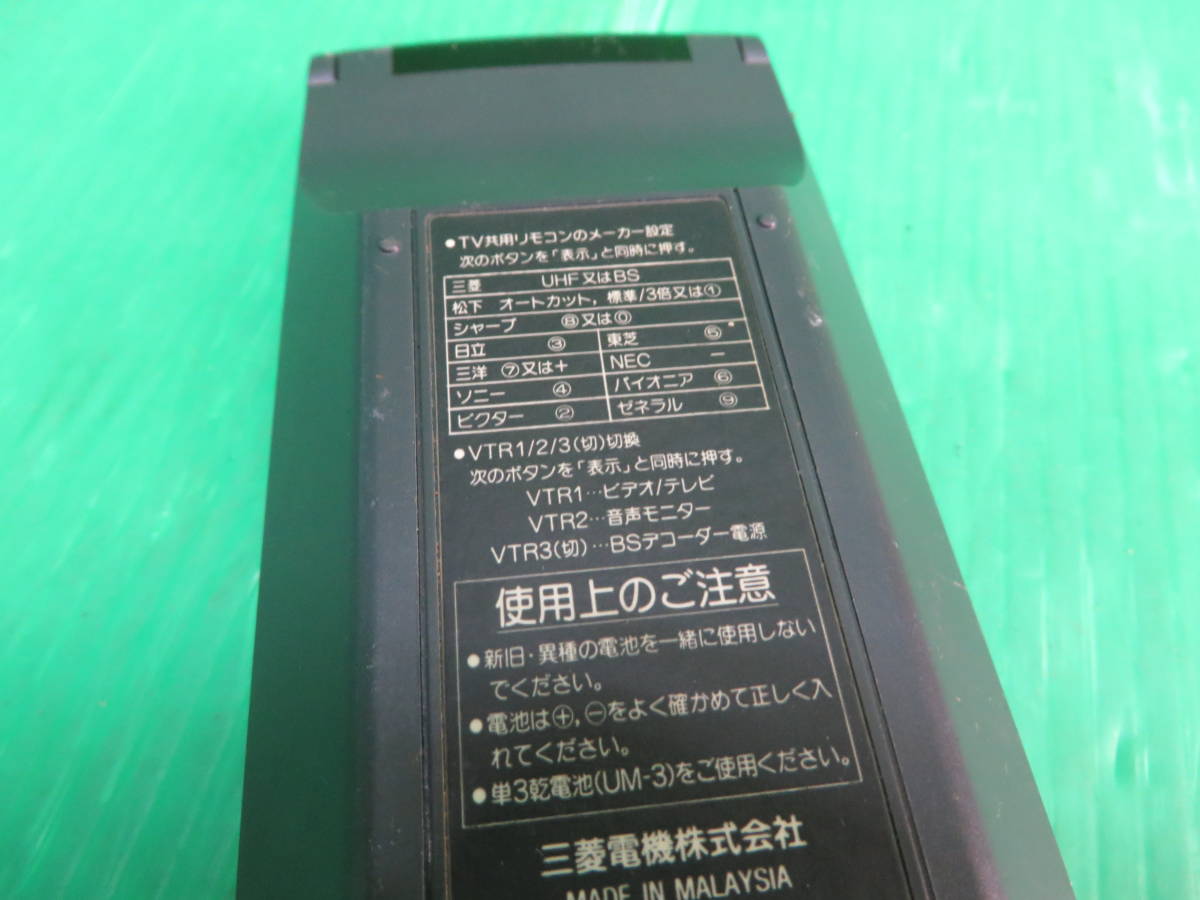 ●TV共用リモコンのメーカー設定
次のボタンを「表示」と同時に押す。
三菱 UHF又はBS
松下 オートカット，標準/3倍又は①
シャープ ⑧又は⓪
日立 ③ 東芝 ⑤
三洋 ⑦又は＋ NEC －
ソニー ④ パイオニア ⑥
ビクター ② ゼネラル ⑨
●VTR1/2/3(切)切換
次のボタンを「表示」と同時に押す。
VTR1…ビデオ/テレビ
VTR2…音声モニター
VTR3(切)…BSデコーダー電源
使用上のご注意
●新旧・異種の電池を一緒に使用しない
でください。
●電池は⊕，⊖をよく確かめて正しく入
れてください。
●単3乾電池(UM-3)をご使用ください。
三菱電機株式会社
MADE IN MALAYSIA